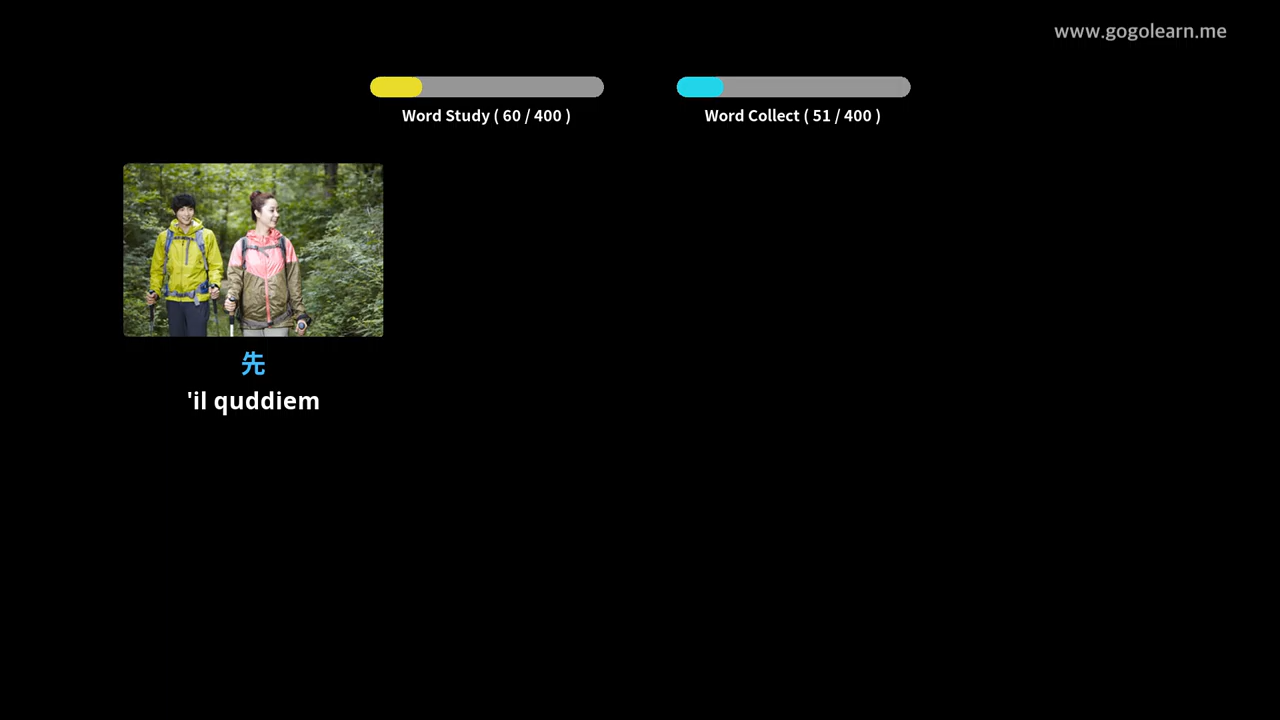 www.gogolearn.me
Word Study ( 60 / 400 )
Word Collect ( 51 / 400 )
先
'il quddiem